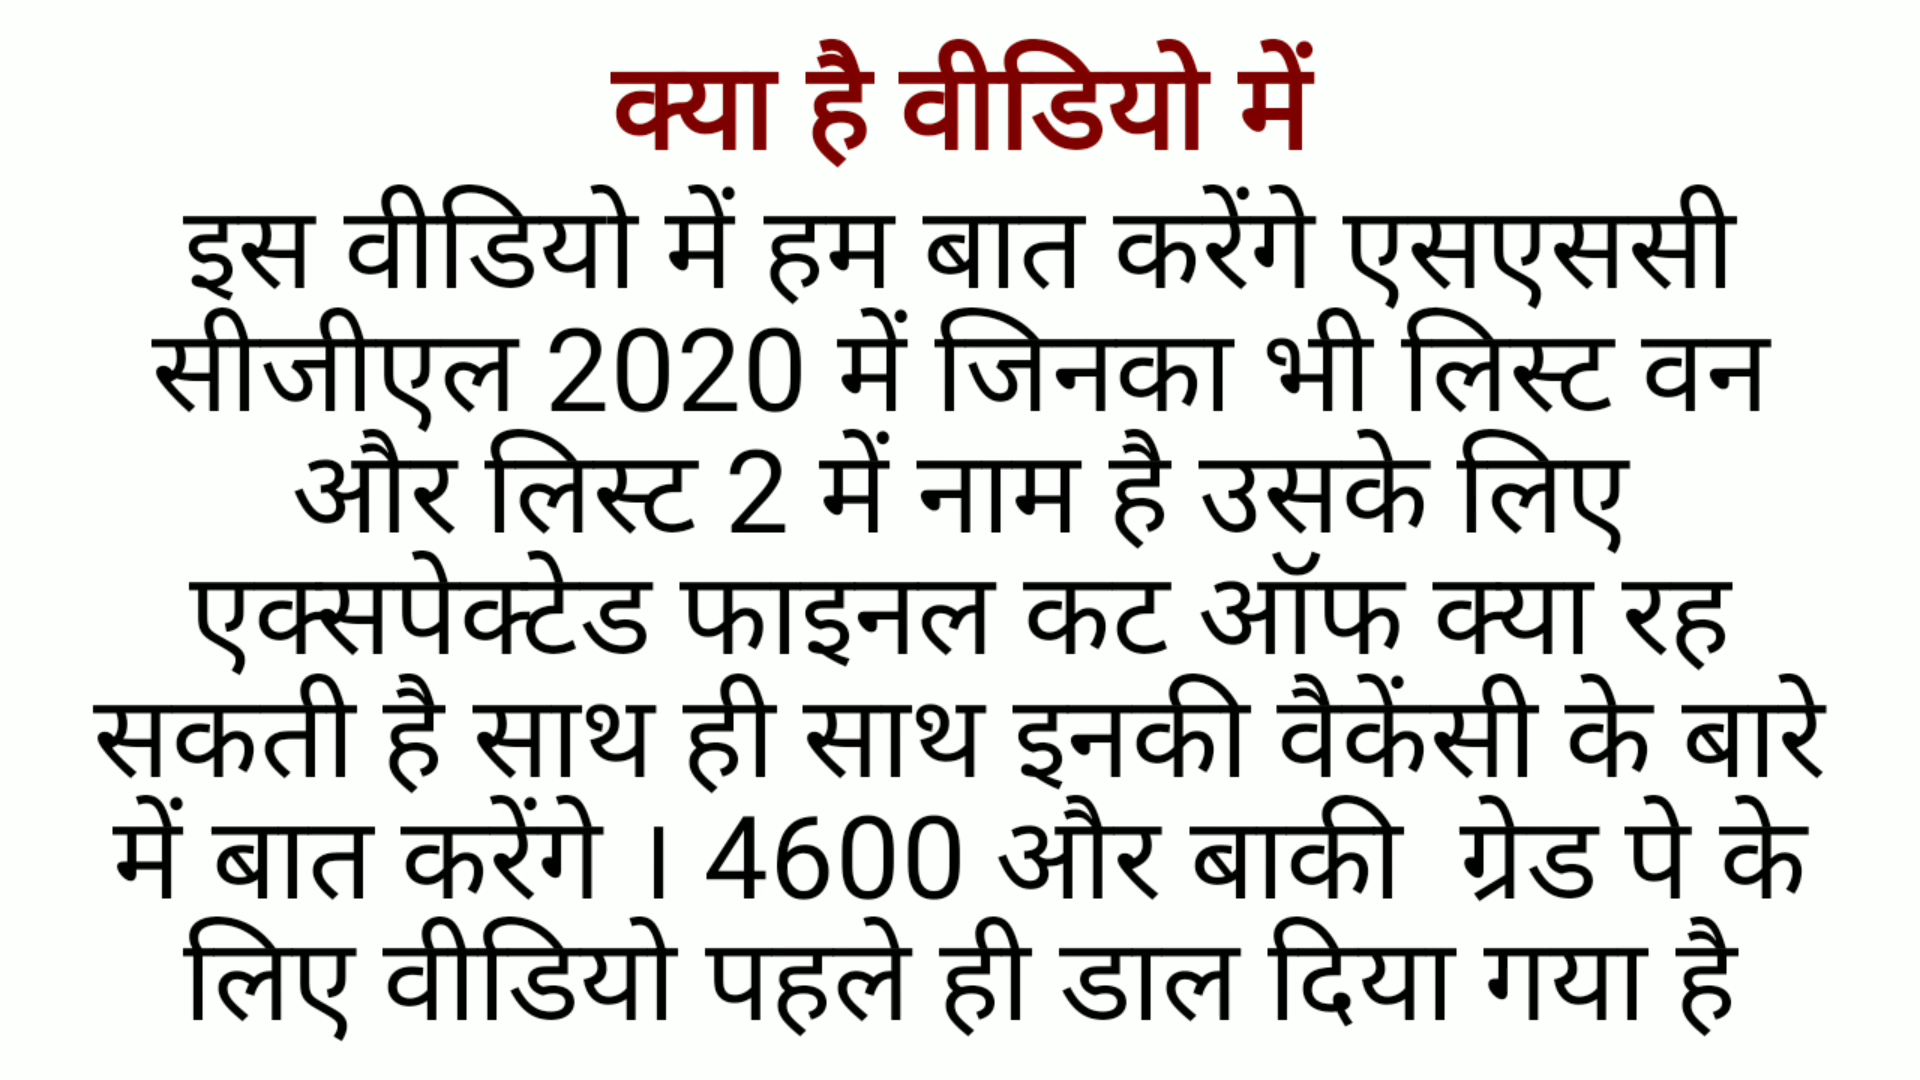 क्या है वीडियो में
इस वीडियो में हम बात करेंगे एसएससी
सीजीएल 2020 में जिनका भी लिस्ट वन
और लिस्ट 2 में नाम है उसके लिए
एक्सपेक्टेड फाइनल कट ऑफ क्या रह
सकती है साथ ही साथ इनकी वैकेंसी के बारे
में बात करेंगे । 4600 और बाकी  ग्रेड पे के
लिए वीडियो पहले ही डाल दिया गया है